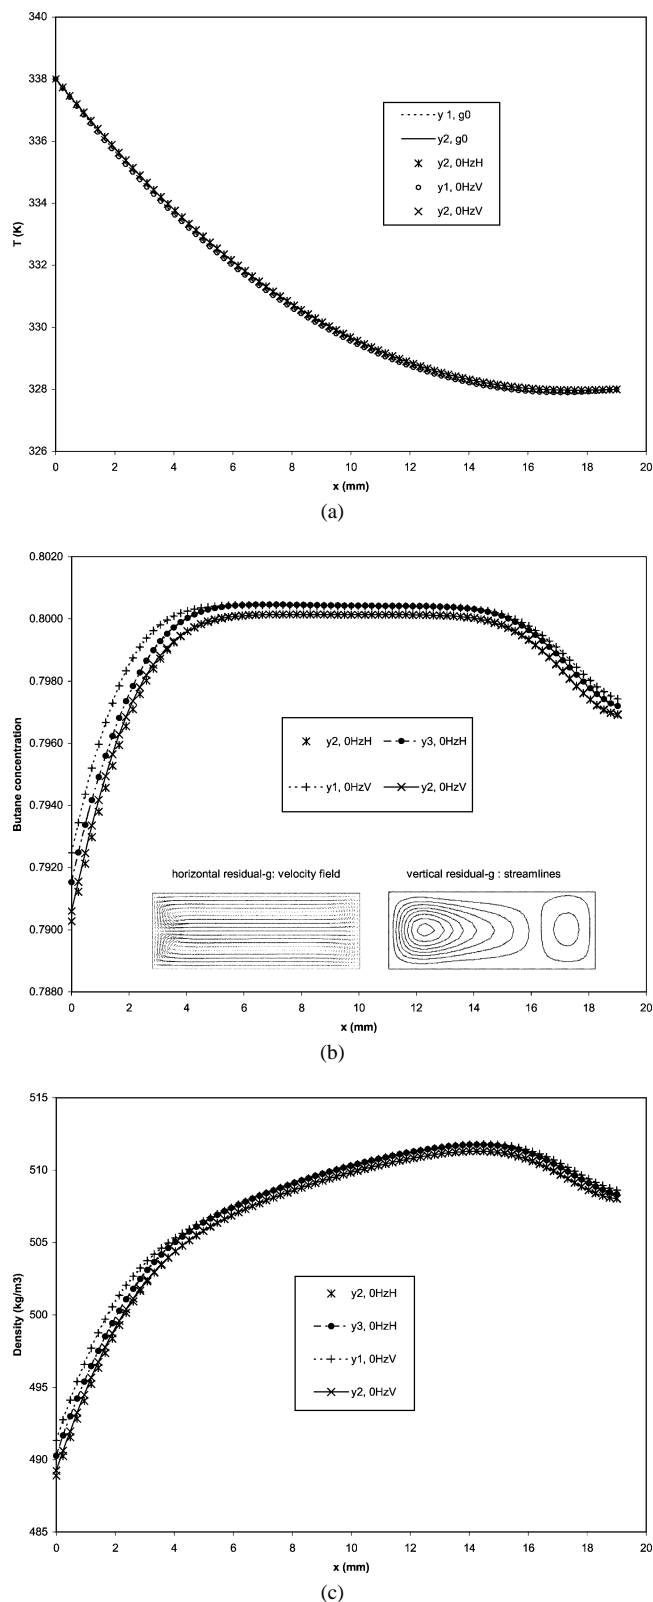 340
338
336
334
332
330
328
326
T (K)
0 2 4 6 8 10 12 14 16 18 20
x (mm)
y 1, g0
y2, g0
y2, 0HzH
y1, 0HzV
y2, 0HzV
(a)
0.8020
0.8000
0.7980
0.7960
0.7940
0.7920
0.7900
0.7880
Butane concentration
0 2 4 6 8 10 12 14 16 18 20
x (mm)
y2, 0HzH y3, 0HzH
y1, 0HzV y2, 0HzV
horizontal residual-g: velocity field vertical residual-g : streamlines
(b)
515
510
505
500
495
490
485
Density (kg/m3)
0 2 4 6 8 10 12 14 16 18 20
x (mm)
y2, 0HzH
y3, 0HzH
y1, 0HzV
y2, 0HzV
(c)